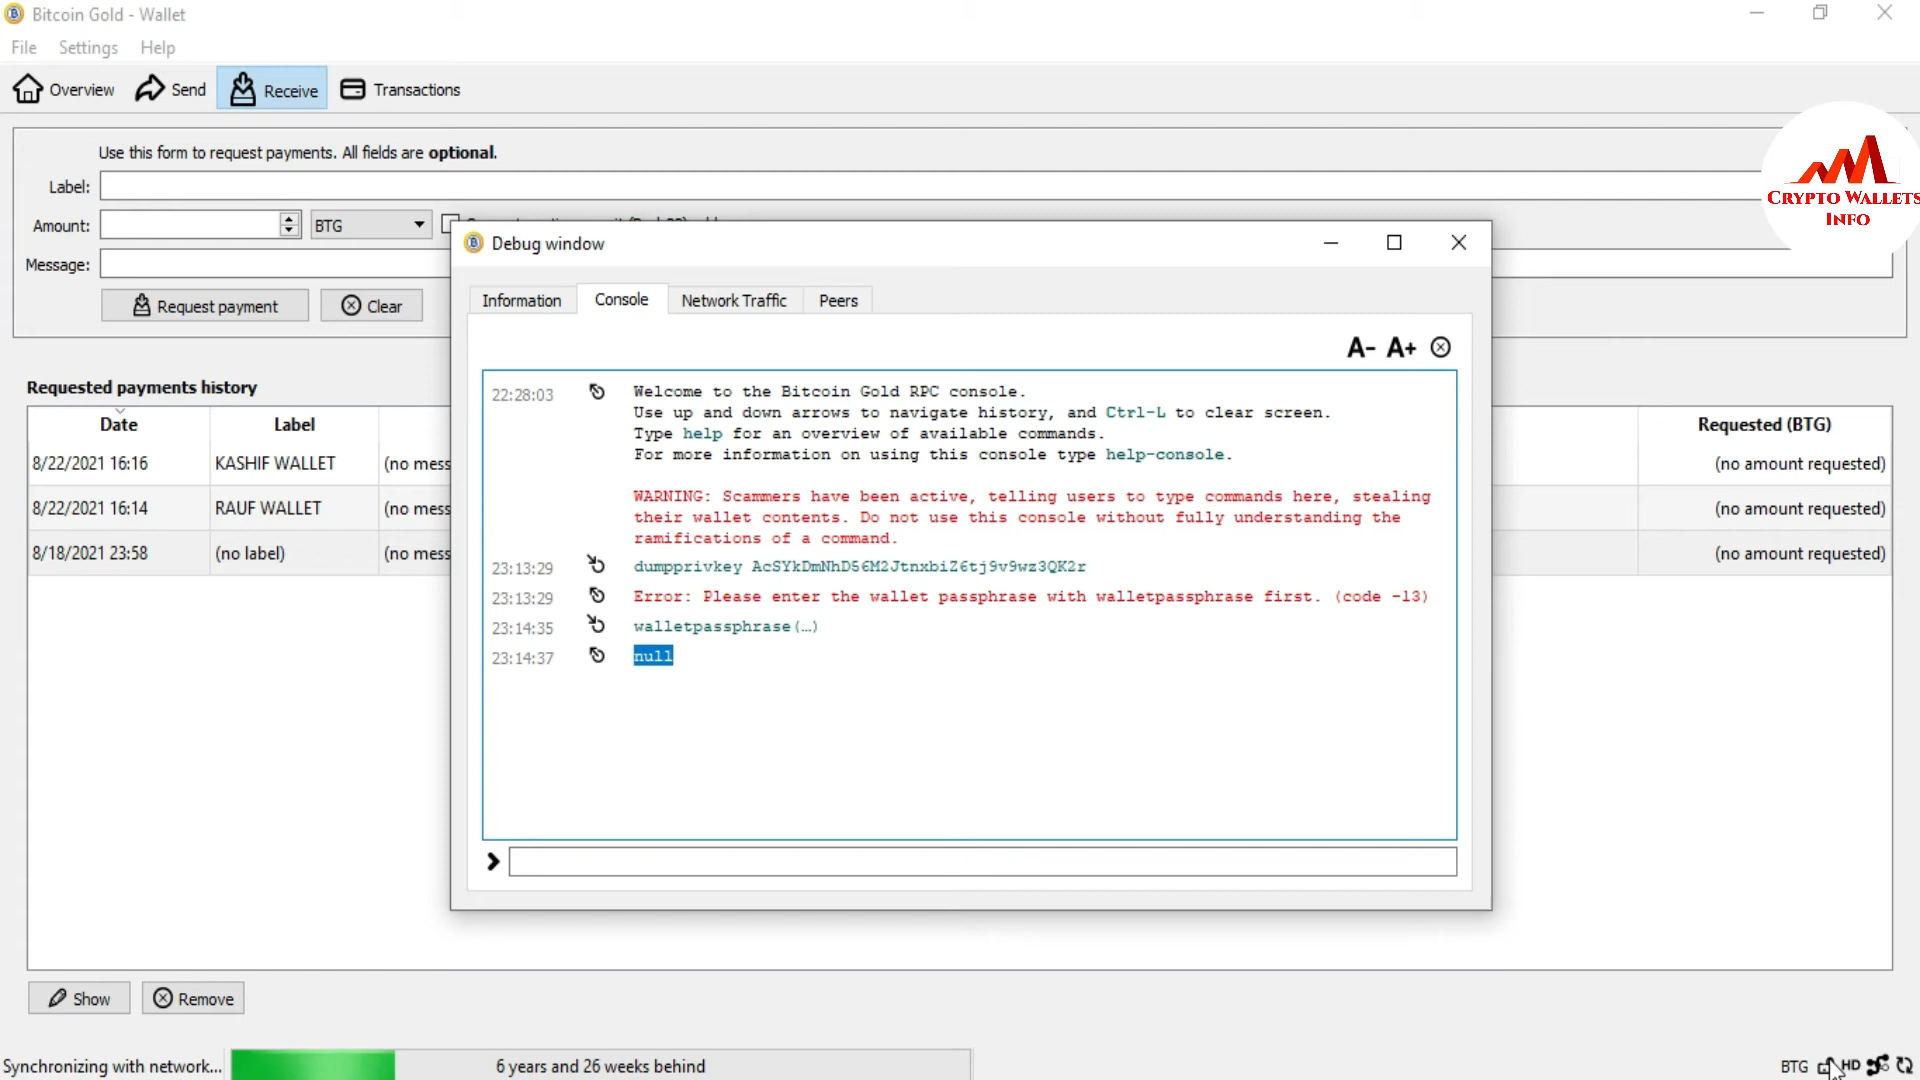 Bitcoin Gold - Wallet
File Settings Help
Overview Send Receive Transactions
Use this form to request payments. All fields are optional.
Label:
Amount: BTG
Message:
Request payment Clear
CRYPTO WALLETS
INFO
Requested payments history
Date Label Requested (BTG)
8/22/2021 16:16 KASHIF WALLET (no mess (no amount requested)
8/22/2021 16:14 RAUF WALLET (no mess (no amount requested)
8/18/2021 23:58 (no label) (no mess (no amount requested)
Debug window
Information Console Network Traffic Peers
A- A+
22:28:03 Welcome to the Bitcoin Gold RPC console.
Use up and down arrows to navigate history, and Ctrl-L to clear screen.
Type help for an overview of available commands.
For more information on using this console type help-console.
WARNING: Scammers have been active, telling users to type commands here, stealing
their wallet contents. Do not use this console without fully understanding the
ramifications of a command.
23:13:29 dumpprivkey AcSYkDmNhD56M2JtnxbiZ6tj9v9wz3QK2r
23:13:29 Error: Please enter the wallet passphrase with walletpassphrase first. (code -13)
23:14:35 walletpassphrase(…)
23:14:37 null
Show Remove
Synchronizing with network... 6 years and 26 weeks behind BTG HD